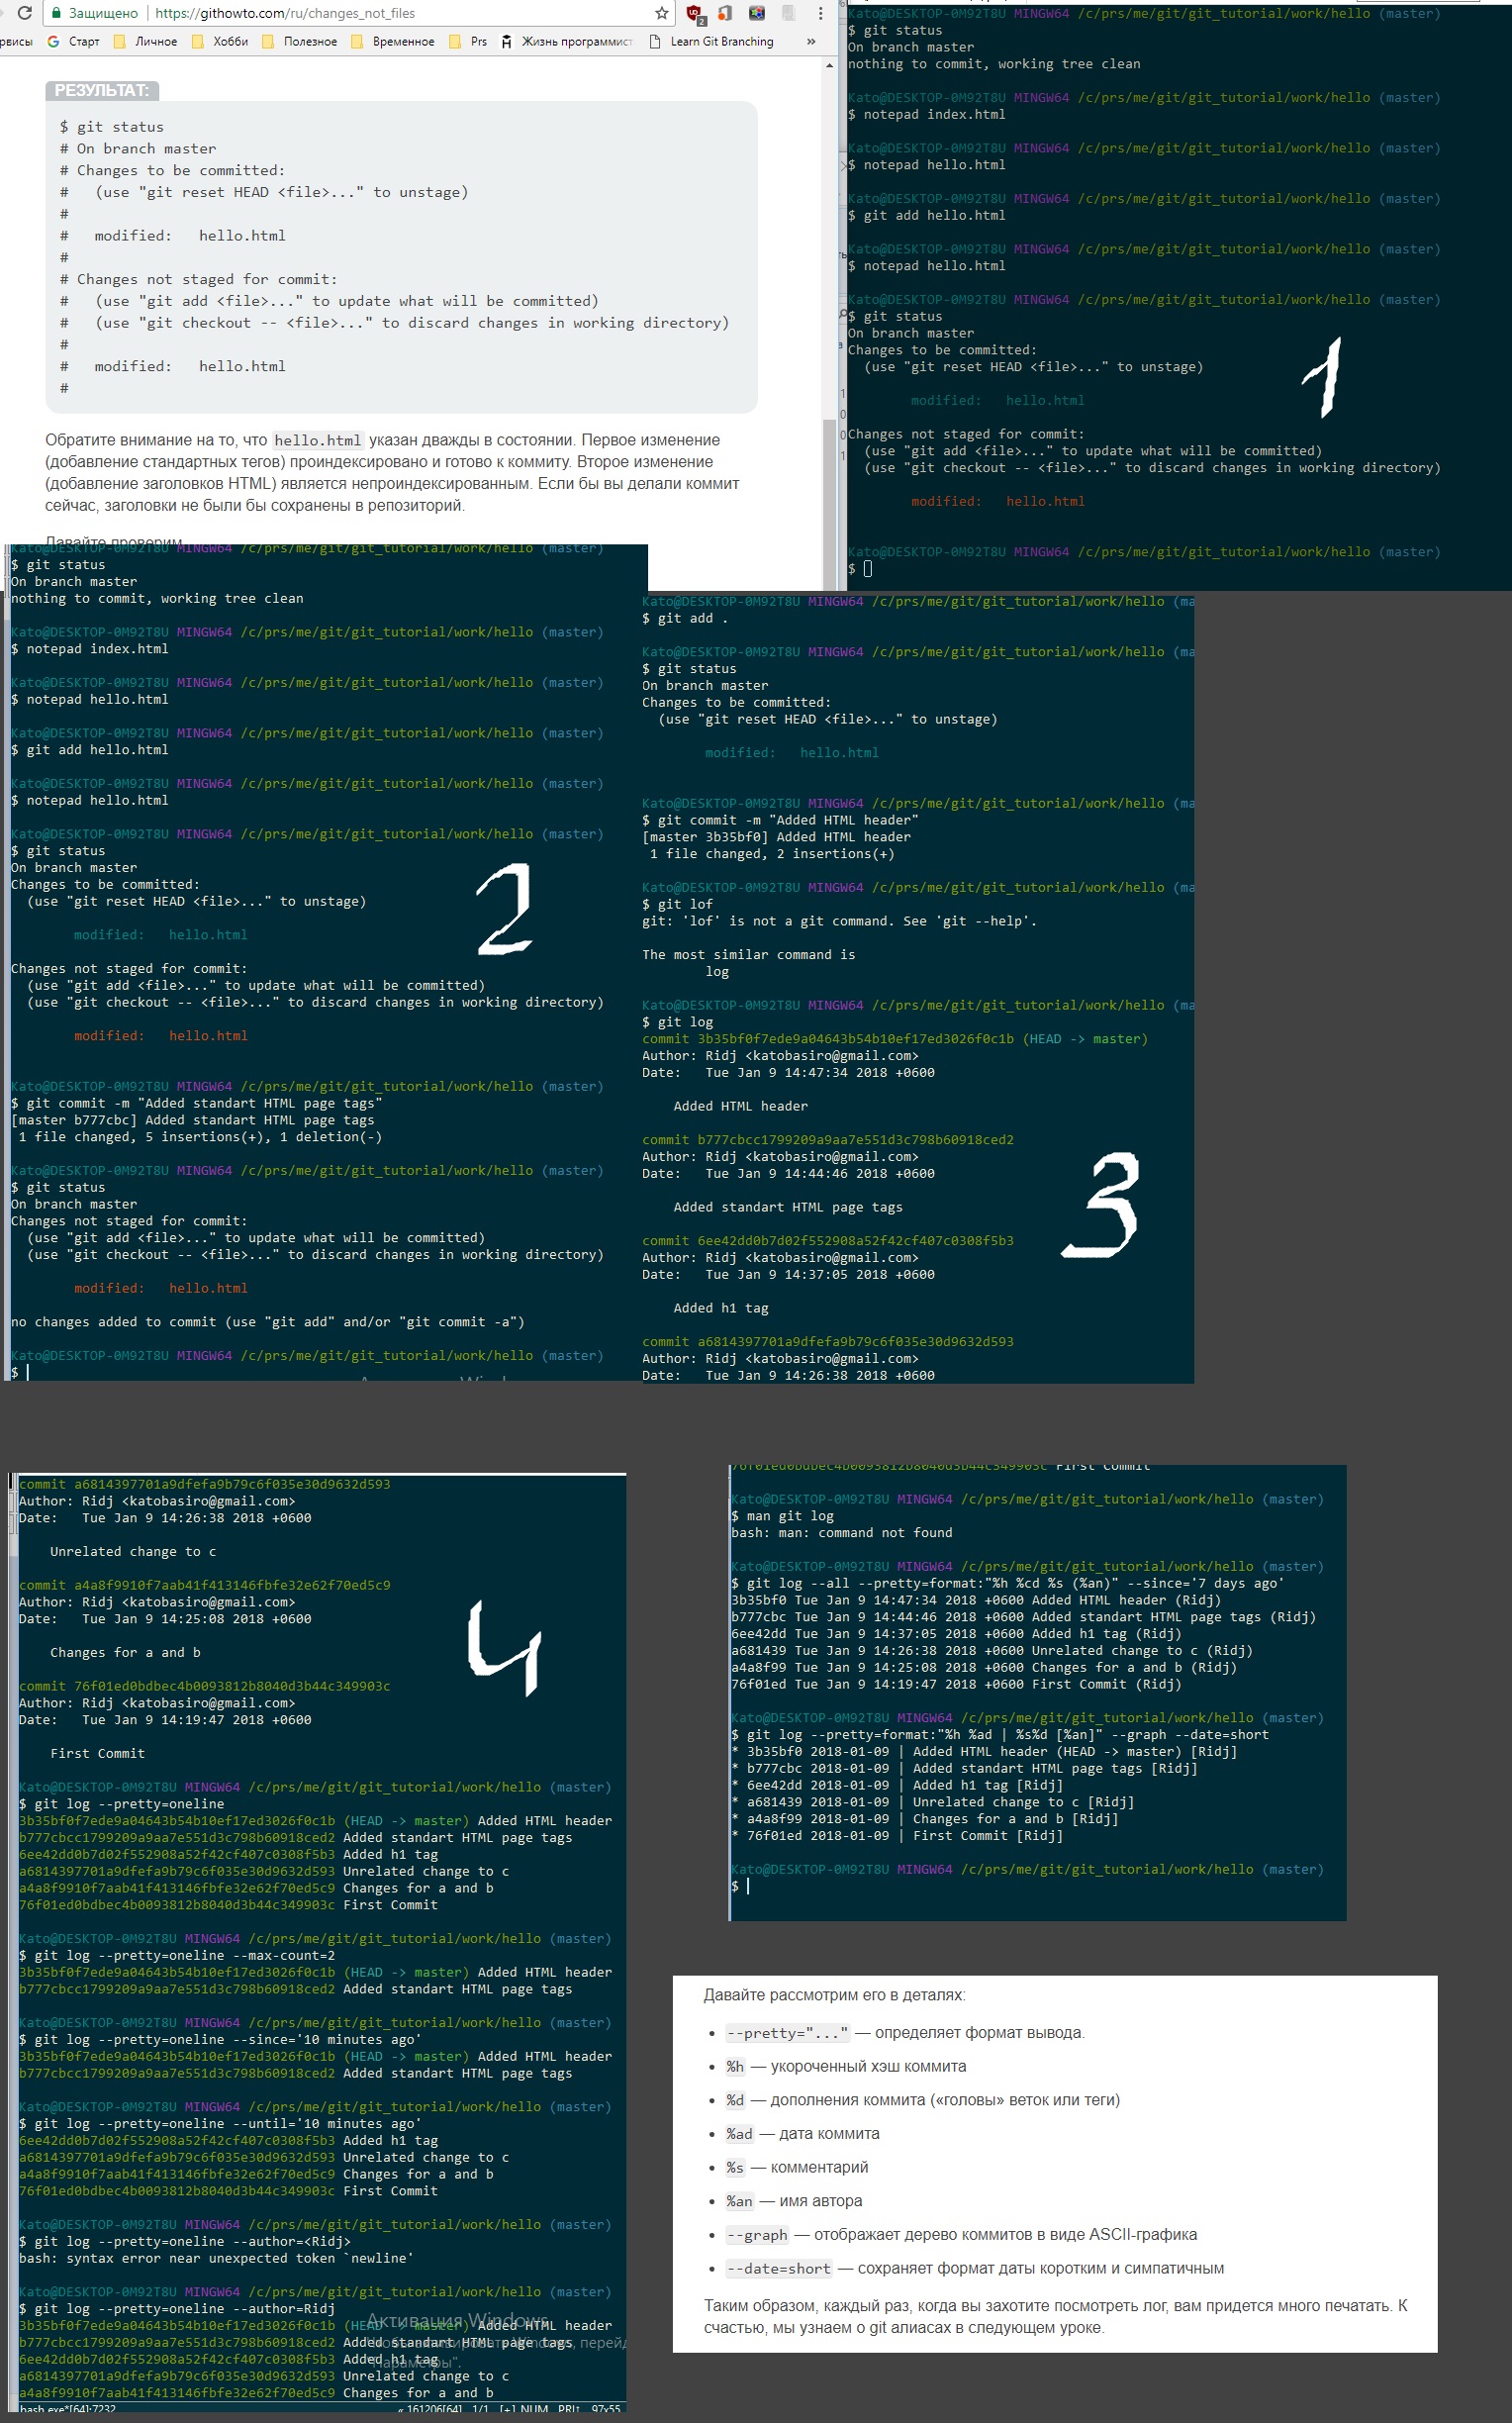 Защищено | https://githowto.com/ru/changes_not_files
рвисы Старт Личное Хобби Полезное Временное Prs Жизнь программист Learn Git Branching »
РЕЗУЛЬТАТ:
$ git status
# On branch master
# Changes to be committed:
#   (use "git reset HEAD <file>..." to unstage)
#
#   modified:   hello.html
#
# Changes not staged for commit:
#   (use "git add <file>..." to update what will be committed)
#   (use "git checkout -- <file>..." to discard changes in working directory)
#
#   modified:   hello.html
#
Обратите внимание на то, что hello.html указан дважды в состоянии. Первое изменение
(добавление стандартных тегов) проиндексировано и готово к коммиту. Второе изменение
(добавление заголовков HTML) является непроиндексированным. Если бы вы делали коммит
сейчас, заголовки не были бы сохранены в репозиторий.
Давайте проверим
Kato@DESKTOP-0M92T8U MINGW64 /c/prs/me/git/git_tutorial/work/hello (master)
$ git status
On branch master
nothing to commit, working tree clean
Kato@DESKTOP-0M92T8U MINGW64 /c/prs/me/git/git_tutorial/work/hello (master)
$ notepad index.html
Kato@DESKTOP-0M92T8U MINGW64 /c/prs/me/git/git_tutorial/work/hello (master)
$ notepad hello.html
Kato@DESKTOP-0M92T8U MINGW64 /c/prs/me/git/git_tutorial/work/hello (master)
$ git add hello.html
Kato@DESKTOP-0M92T8U MINGW64 /c/prs/me/git/git_tutorial/work/hello (master)
$ notepad hello.html
Kato@DESKTOP-0M92T8U MINGW64 /c/prs/me/git/git_tutorial/work/hello (master)
$ git status
On branch master
Changes to be committed:
  (use "git reset HEAD <file>..." to unstage)
1
        modified:   hello.html
Changes not staged for commit:
  (use "git add <file>..." to update what will be committed)
  (use "git checkout -- <file>..." to discard changes in working directory)
        modified:   hello.html
Kato@DESKTOP-0M92T8U MINGW64 /c/prs/me/git/git_tutorial/work/hello (master)
$
Kato@DESKTOP-0M92T8U MINGW64 /c/prs/me/git/git_tutorial/work/hello (master)
$ git status
On branch master
nothing to commit, working tree clean
Kato@DESKTOP-0M92T8U MINGW64 /c/prs/me/git/git_tutorial/work/hello (master)
$ notepad index.html
Kato@DESKTOP-0M92T8U MINGW64 /c/prs/me/git/git_tutorial/work/hello (master)
$ notepad hello.html
Kato@DESKTOP-0M92T8U MINGW64 /c/prs/me/git/git_tutorial/work/hello (master)
$ git add hello.html
Kato@DESKTOP-0M92T8U MINGW64 /c/prs/me/git/git_tutorial/work/hello (master)
$ notepad hello.html
Kato@DESKTOP-0M92T8U MINGW64 /c/prs/me/git/git_tutorial/work/hello (master)
$ git status
On branch master
Changes to be committed:
  (use "git reset HEAD <file>..." to unstage)
2
        modified:   hello.html
Changes not staged for commit:
  (use "git add <file>..." to update what will be committed)
  (use "git checkout -- <file>..." to discard changes in working directory)
        modified:   hello.html
Kato@DESKTOP-0M92T8U MINGW64 /c/prs/me/git/git_tutorial/work/hello (master)
$ git commit -m "Added standart HTML page tags"
[master b777cbc] Added standart HTML page tags
 1 file changed, 5 insertions(+), 1 deletion(-)
Kato@DESKTOP-0M92T8U MINGW64 /c/prs/me/git/git_tutorial/work/hello (master)
$ git status
On branch master
Changes not staged for commit:
  (use "git add <file>..." to update what will be committed)
  (use "git checkout -- <file>..." to discard changes in working directory)
        modified:   hello.html
no changes added to commit (use "git add" and/or "git commit -a")
Kato@DESKTOP-0M92T8U MINGW64 /c/prs/me/git/git_tutorial/work/hello (master)
$
Kato@DESKTOP-0M92T8U MINGW64 /c/prs/me/git/git_tutorial/work/hello (ma
$ git add .
Kato@DESKTOP-0M92T8U MINGW64 /c/prs/me/git/git_tutorial/work/hello (ma
$ git status
On branch master
Changes to be committed:
  (use "git reset HEAD <file>..." to unstage)
        modified:   hello.html
Kato@DESKTOP-0M92T8U MINGW64 /c/prs/me/git/git_tutorial/work/hello (ma
$ git commit -m "Added HTML header"
[master 3b35bf0] Added HTML header
 1 file changed, 2 insertions(+)
Kato@DESKTOP-0M92T8U MINGW64 /c/prs/me/git/git_tutorial/work/hello (ma
$ git lof
git: 'lof' is not a git command. See 'git --help'.
The most similar command is
        log
Kato@DESKTOP-0M92T8U MINGW64 /c/prs/me/git/git_tutorial/work/hello (ma
$ git log
commit 3b35bf0f7ede9a04643b54b10ef17ed3026f0c1b (HEAD -> master)
Author: Ridj <katobasiro@gmail.com>
Date:   Tue Jan 9 14:47:34 2018 +0600
    Added HTML header
commit b777cbcc1799209a9aa7e551d3c798b60918ced2
Author: Ridj <katobasiro@gmail.com>
Date:   Tue Jan 9 14:44:46 2018 +0600
3
    Added standart HTML page tags
commit 6ee42dd0b7d02f552908a52f42cf407c0308f5b3
Author: Ridj <katobasiro@gmail.com>
Date:   Tue Jan 9 14:37:05 2018 +0600
    Added h1 tag
commit a6814397701a9dfefa9b79c6f035e30d9632d593
Author: Ridj <katobasiro@gmail.com>
Date:   Tue Jan 9 14:26:38 2018 +0600
commit a6814397701a9dfefa9b79c6f035e30d9632d593
Author: Ridj <katobasiro@gmail.com>
Date:   Tue Jan 9 14:26:38 2018 +0600
    Unrelated change to c
commit a4a8f9910f7aab41f413146fbfe32e62f70ed5c9
Author: Ridj <katobasiro@gmail.com>
Date:   Tue Jan 9 14:25:08 2018 +0600
4
    Changes for a and b
commit 76f01ed0bdbec4b0093812b8040d3b44c349903c
Author: Ridj <katobasiro@gmail.com>
Date:   Tue Jan 9 14:19:47 2018 +0600
    First Commit
Kato@DESKTOP-0M92T8U MINGW64 /c/prs/me/git/git_tutorial/work/hello (master)
$ git log --pretty=oneline
3b35bf0f7ede9a04643b54b10ef17ed3026f0c1b (HEAD -> master) Added HTML header
b777cbcc1799209a9aa7e551d3c798b60918ced2 Added standart HTML page tags
6ee42dd0b7d02f552908a52f42cf407c0308f5b3 Added h1 tag
a6814397701a9dfefa9b79c6f035e30d9632d593 Unrelated change to c
a4a8f9910f7aab41f413146fbfe32e62f70ed5c9 Changes for a and b
76f01ed0bdbec4b0093812b8040d3b44c349903c First Commit
Kato@DESKTOP-0M92T8U MINGW64 /c/prs/me/git/git_tutorial/work/hello (master)
$ git log --pretty=oneline --max-count=2
3b35bf0f7ede9a04643b54b10ef17ed3026f0c1b (HEAD -> master) Added HTML header
b777cbcc1799209a9aa7e551d3c798b60918ced2 Added standart HTML page tags
Kato@DESKTOP-0M92T8U MINGW64 /c/prs/me/git/git_tutorial/work/hello (master)
$ git log --pretty=oneline --since='10 minutes ago'
3b35bf0f7ede9a04643b54b10ef17ed3026f0c1b (HEAD -> master) Added HTML header
b777cbcc1799209a9aa7e551d3c798b60918ced2 Added standart HTML page tags
Kato@DESKTOP-0M92T8U MINGW64 /c/prs/me/git/git_tutorial/work/hello (master)
$ git log --pretty=oneline --until='10 minutes ago'
6ee42dd0b7d02f552908a52f42cf407c0308f5b3 Added h1 tag
a6814397701a9dfefa9b79c6f035e30d9632d593 Unrelated change to c
a4a8f9910f7aab41f413146fbfe32e62f70ed5c9 Changes for a and b
76f01ed0bdbec4b0093812b8040d3b44c349903c First Commit
Kato@DESKTOP-0M92T8U MINGW64 /c/prs/me/git/git_tutorial/work/hello (master)
$ git log --pretty=oneline --author=<Ridj>
bash: syntax error near unexpected token `newline'
Kato@DESKTOP-0M92T8U MINGW64 /c/prs/me/git/git_tutorial/work/hello (master)
$ git log --pretty=oneline --author=Ridj
Активация Windows
3b35bf0f7ede9a04643b54b10ef17ed3026f0c1b (HEAD -> master) Added HTML header
b777cbcc1799209a9aa7e551d3c798b60918ced2 Added standart HTML page tags
6ee42dd0b7d02f552908a52f42cf407c0308f5b3 Added h1 tag
"Параметры".
a6814397701a9dfefa9b79c6f035e30d9632d593 Unrelated change to c
a4a8f9910f7aab41f413146fbfe32e62f70ed5c9 Changes for a and b
bash.exe*[64]:7232 « 161206[64] 1/1 [+] NUM PRI↕ 97x55
76f01ed0bdbec4b0093812b8040d3b44c349903c First Commit
Kato@DESKTOP-0M92T8U MINGW64 /c/prs/me/git/git_tutorial/work/hello (master)
$ man git log
bash: man: command not found
Kato@DESKTOP-0M92T8U MINGW64 /c/prs/me/git/git_tutorial/work/hello (master)
$ git log --all --pretty=format:"%h %cd %s (%an)" --since='7 days ago'
3b35bf0 Tue Jan 9 14:47:34 2018 +0600 Added HTML header (Ridj)
b777cbc Tue Jan 9 14:44:46 2018 +0600 Added standart HTML page tags (Ridj)
6ee42dd Tue Jan 9 14:37:05 2018 +0600 Added h1 tag (Ridj)
a681439 Tue Jan 9 14:26:38 2018 +0600 Unrelated change to c (Ridj)
a4a8f99 Tue Jan 9 14:25:08 2018 +0600 Changes for a and b (Ridj)
76f01ed Tue Jan 9 14:19:47 2018 +0600 First Commit (Ridj)
Kato@DESKTOP-0M92T8U MINGW64 /c/prs/me/git/git_tutorial/work/hello (master)
$ git log --pretty=format:"%h %ad | %s%d [%an]" --graph --date=short
* 3b35bf0 2018-01-09 | Added HTML header (HEAD -> master) [Ridj]
* b777cbc 2018-01-09 | Added standart HTML page tags [Ridj]
* 6ee42dd 2018-01-09 | Added h1 tag [Ridj]
* a681439 2018-01-09 | Unrelated change to c [Ridj]
* a4a8f99 2018-01-09 | Changes for a and b [Ridj]
* 76f01ed 2018-01-09 | First Commit [Ridj]
Kato@DESKTOP-0M92T8U MINGW64 /c/prs/me/git/git_tutorial/work/hello (master)
$
Давайте рассмотрим его в деталях:
• --pretty="..." — определяет формат вывода.
• %h — укороченный хэш коммита
• %d — дополнения коммита («головы» веток или теги)
• %ad — дата коммита
• %s — комментарий
• %an — имя автора
• --graph — отображает дерево коммитов в виде ASCII-графика
• --date=short — сохраняет формат даты коротким и симпатичным
Таким образом, каждый раз, когда вы захотите посмотреть лог, вам придется много печатать. К
счастью, мы узнаем о git алиасах в следующем уроке.